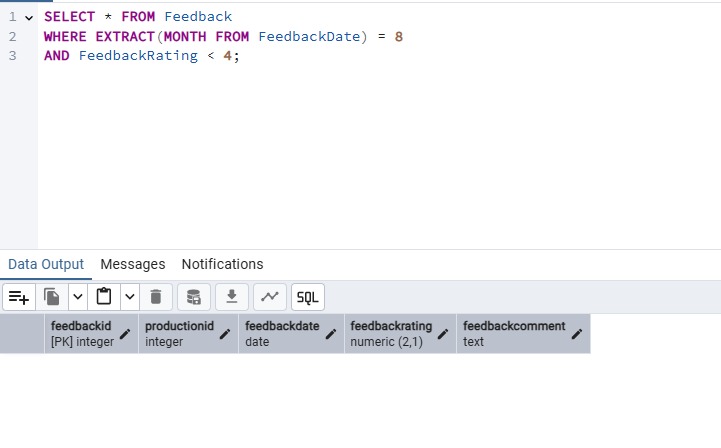 1 SELECT * FROM Feedback
2 WHERE EXTRACT(MONTH FROM FeedbackDate) = 8
3 AND FeedbackRating < 4;
Data Output Messages Notifications
SQL
feedbackid productionid feedbackdate feedbackrating feedbackcomment
[PK] integer integer date numeric (2,1) text